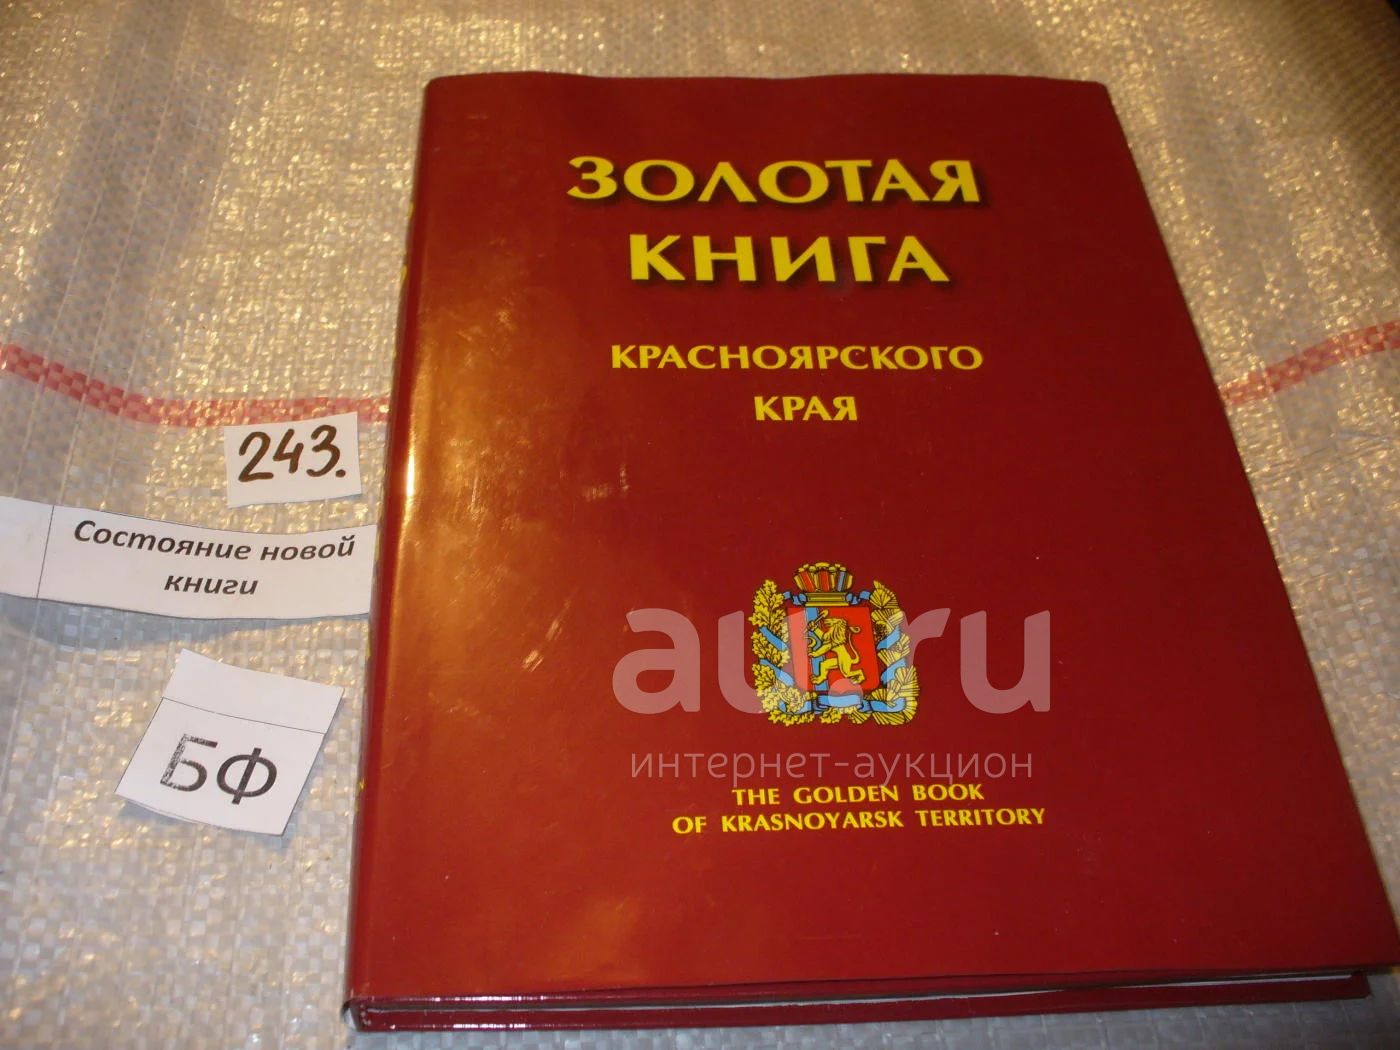 ЗОЛОТАЯ
КНИГА
КРАСНОЯРСКОГО
КРАЯ
243.
Состояние новой
книги
БФ
au.ru
интернет-аукцион
THE GOLDEN BOOK
OF KRASNOYARSK TERRITORY